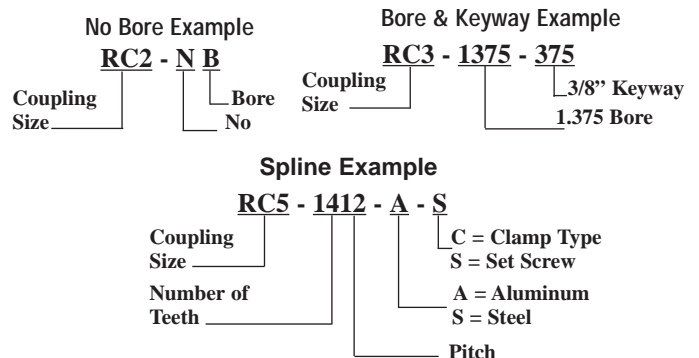 No Bore Example
RC2 - N B
Coupling
Size
Bore
No
Bore & Keyway Example
RC3 - 1375 - 375
Coupling
Size
3/8” Keyway
1.375 Bore
Spline Example
RC5 - 1412 - A - S
Coupling
Size
C = Clamp Type
S = Set Screw
Number of
Teeth
A = Aluminum
S = Steel
Pitch